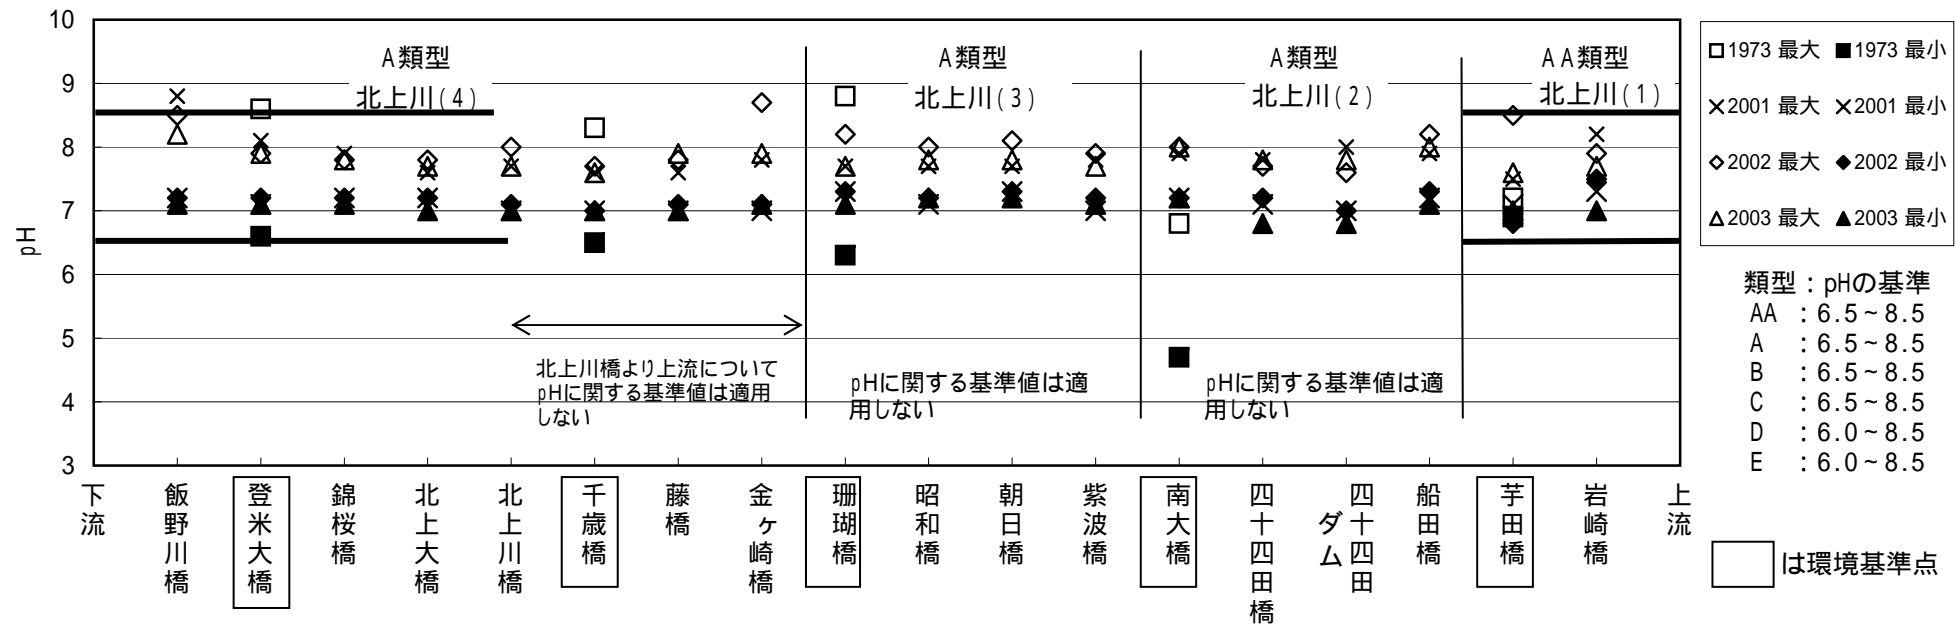 10
9
8
7
6
5
4
3
pH
A類型
北上川(4)
A類型
北上川(3)
A類型
北上川(2)
AA類型
北上川(1)
北上川橋より上流について
pHに関する基準値は適用
しない
pHに関する基準値は適
用しない
pHに関する基準値は適
用しない
下流
飯野川橋
登米大橋
錦桜橋
北上大橋
北上川橋
千歳橋
藤橋
金ヶ崎橋
珊瑚橋
昭和橋
朝日橋
紫波橋
南大橋
四十四田橋
四十四田
ダム
船田橋
芋田橋
岩崎橋
上流
1973 最大 1973 最小
2001 最大 2001 最小
2002 最大 2002 最小
2003 最大 2003 最小
類型：pHの基準
AA ：6.5~8.5
A ：6.5~8.5
B ：6.5~8.5
C ：6.5~8.5
D ：6.0~8.5
E ：6.0~8.5
は環境基準点